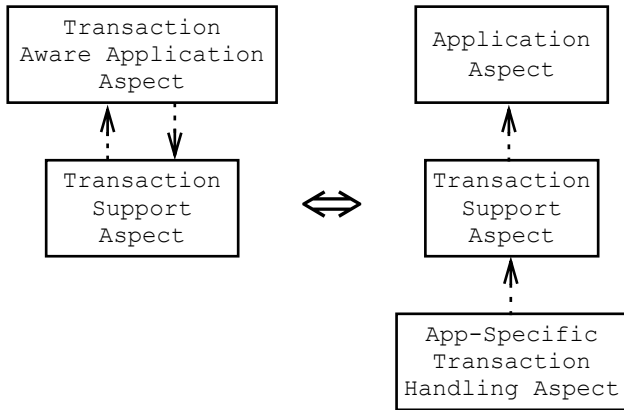 Transaction
Aware Application
Aspect
Transaction
Support
Aspect
Application
Aspect
Transaction
Support
Aspect
App-Specific
Transaction
Handling Aspect